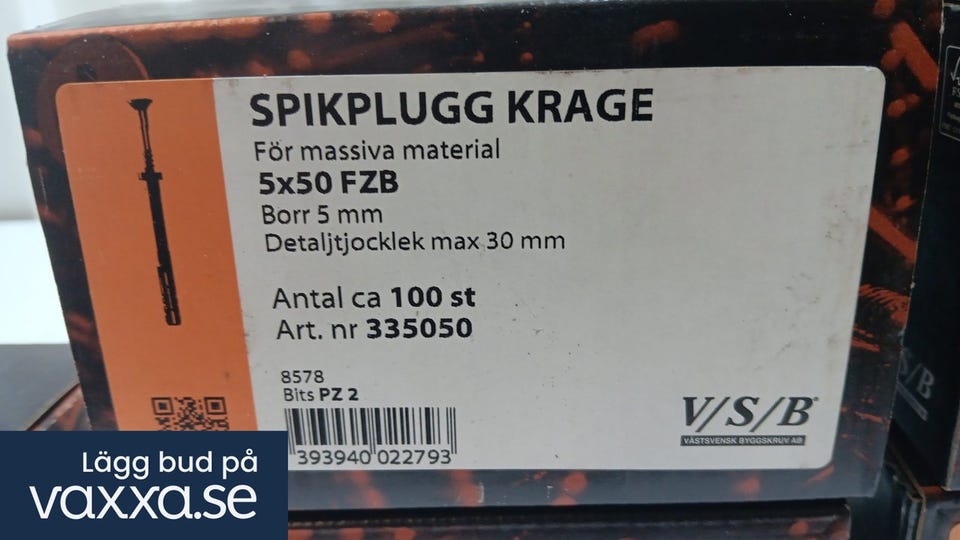 SPIKPLUGG KRAGE
För massiva material
5x50 FZB
Borr 5 mm
Detaljtjocklek max 30 mm
Antal ca 100 st
Art. nr 335050
8578
Bits PZ 2
393940 022793
V/S/B®
VÄSTSVENSK BYGGSKRUV AB
/S/B
Lägg bud på
vaxxa.se